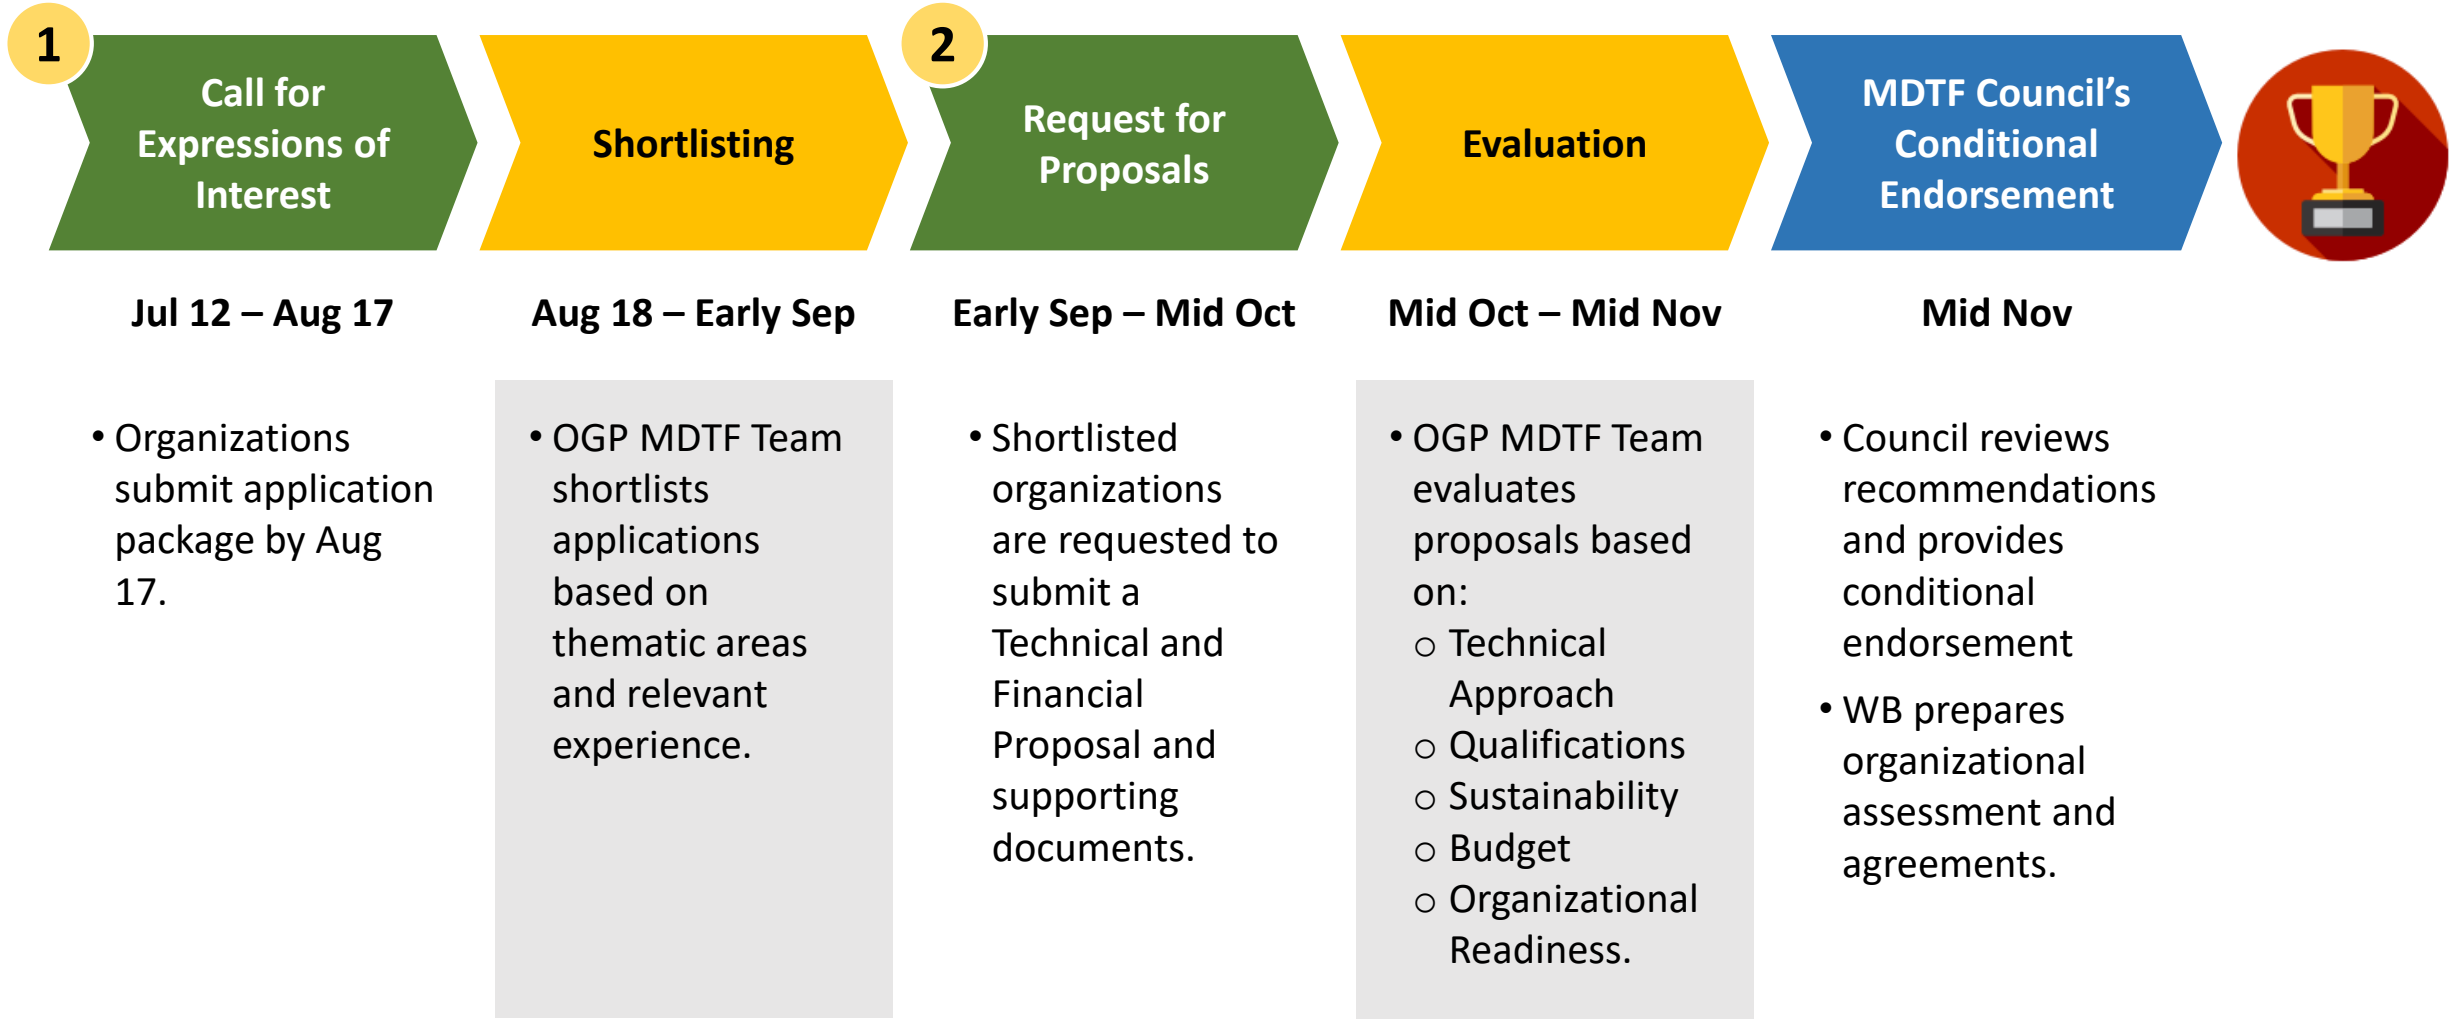 1
Call for
Expressions of
Interest
Shortlisting
2
Request for
Proposals
Evaluation
MDTF Council’s
Conditional
Endorsement
Jul 12 – Aug 17
Aug 18 – Early Sep
Early Sep – Mid Oct
Mid Oct – Mid Nov
Mid Nov
• Organizations
submit application
package by Aug
17.
• OGP MDTF Team
shortlists
applications
based on
thematic areas
and relevant
experience.
• Shortlisted
organizations
are requested to
submit a
Technical and
Financial
Proposal and
supporting
documents.
• OGP MDTF Team
evaluates
proposals based
on:
o Technical
Approach
o Qualifications
o Sustainability
o Budget
o Organizational
Readiness.
• Council reviews
recommendations
and provides
conditional
endorsement
• WB prepares
organizational
assessment and
agreements.